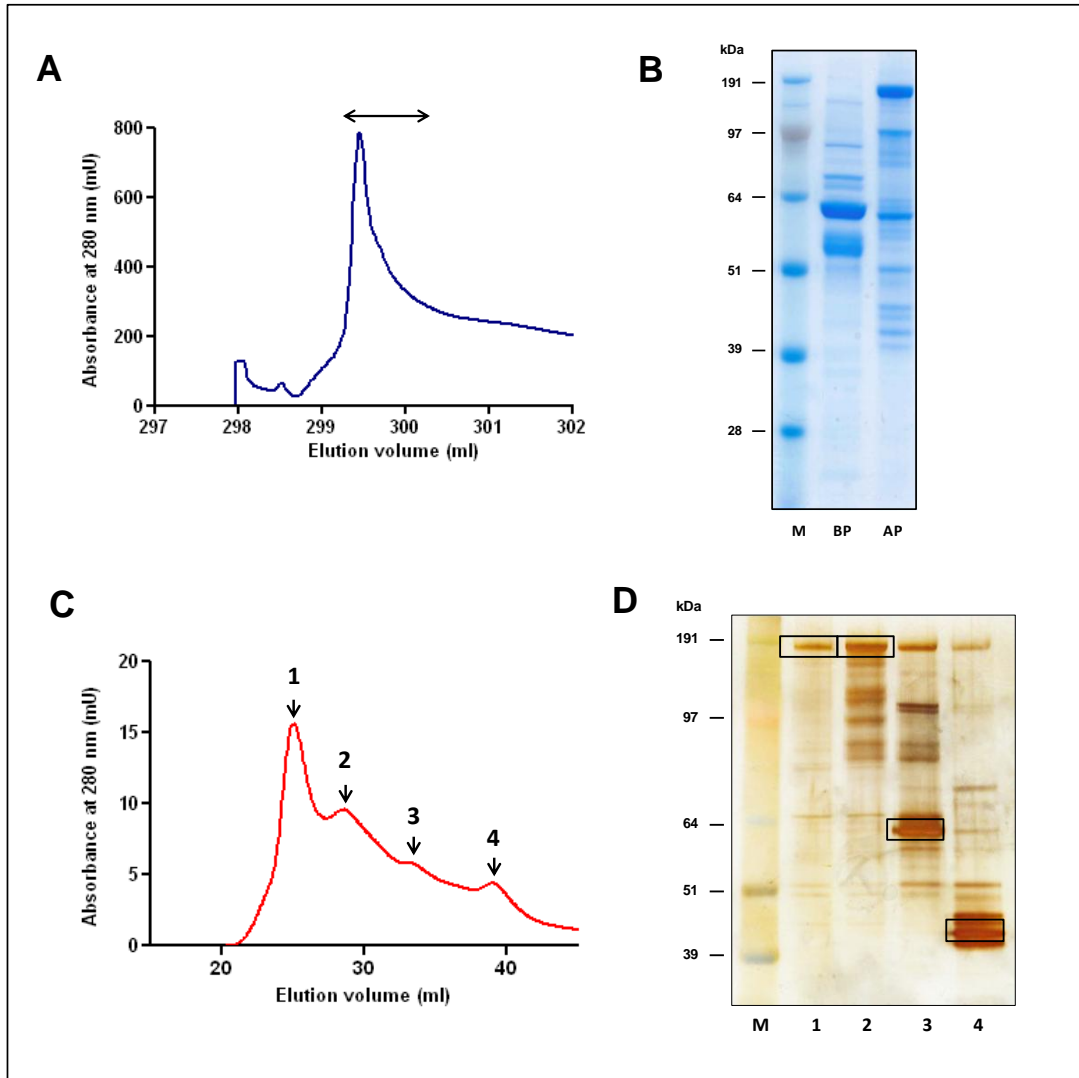 A
Absorbance at 280 nm (mU)
800
600
400
200
0
297 298 299 300 301 302
Elution volume (ml)
B
kDa
191
97
64
51
39
28
M BP AP
C
Absorbance at 280 nm (mU)
20
15
10
5
0
1
2
3
4
20 30 40
Elution volume (ml)
D
kDa
191
97
64
51
39
M 1 2 3 4